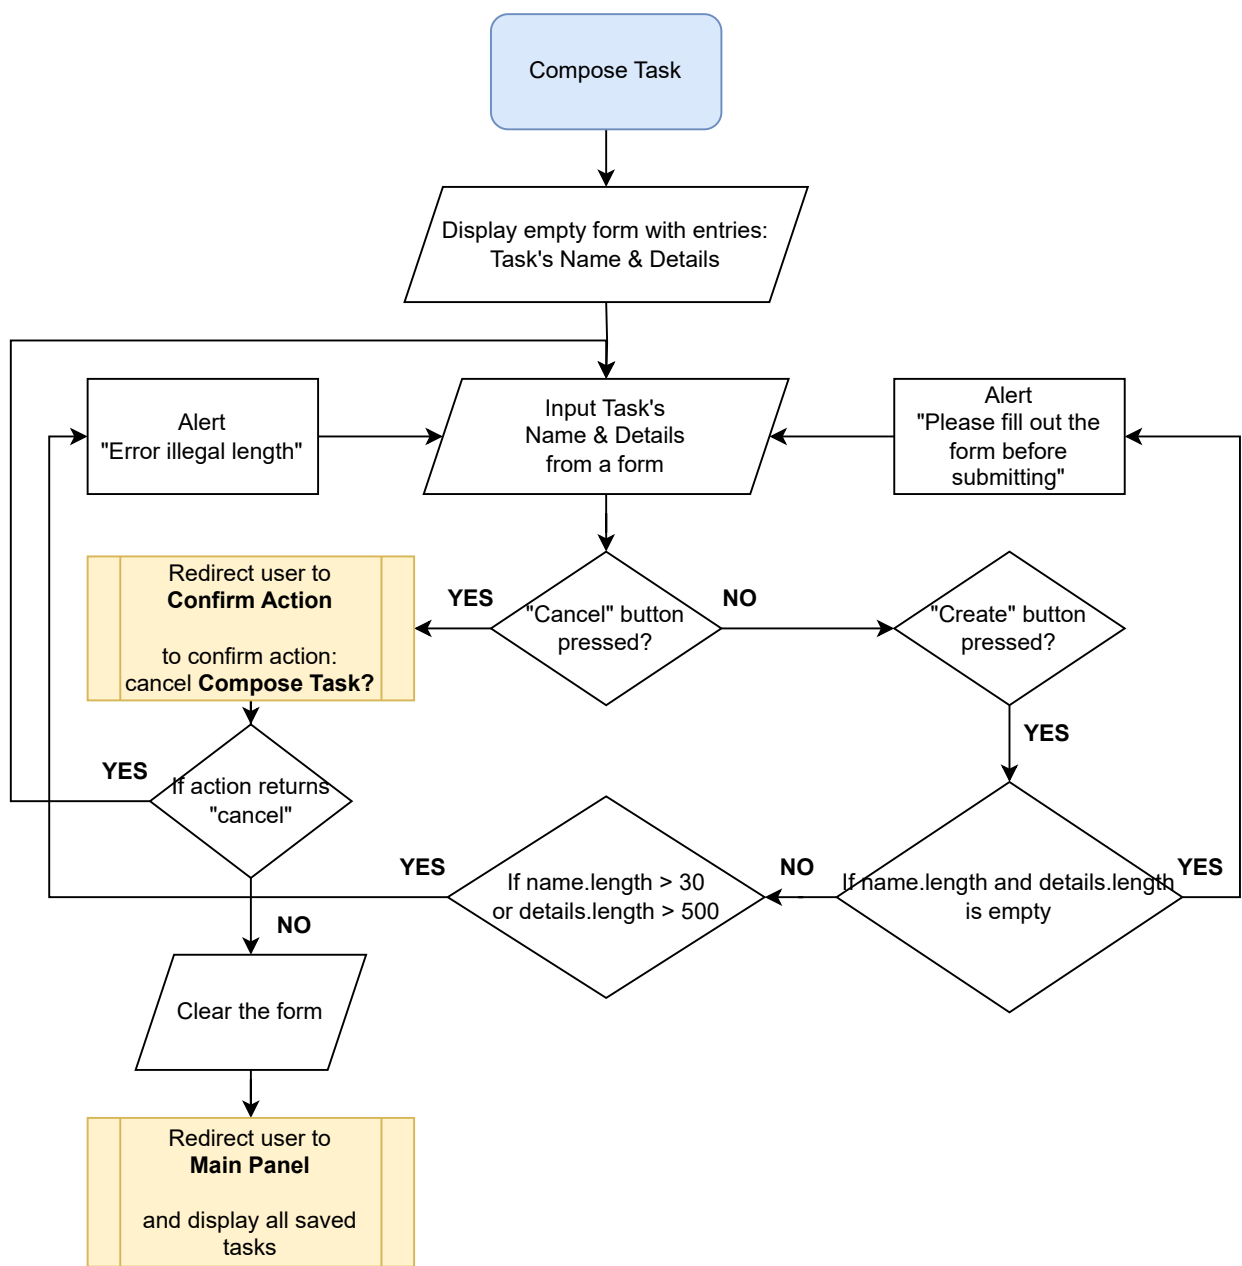 Compose Task
Display empty form with entries:
Task's Name & Details
Alert
"Error illegal length"
Input Task's
Name & Details
from a form
Alert
"Please fill out the
form before
submitting"
Redirect user to
Confirm Action
to confirm action:
cancel Compose Task?
YES
"Cancel" button
pressed?
NO
"Create" button
pressed?
YES
YES
If action returns
"cancel"
YES
If name.length > 30
or details.length > 500
NO
If name.length and details.length
is empty
YES
NO
Clear the form
Redirect user to
Main Panel
and display all saved
tasks